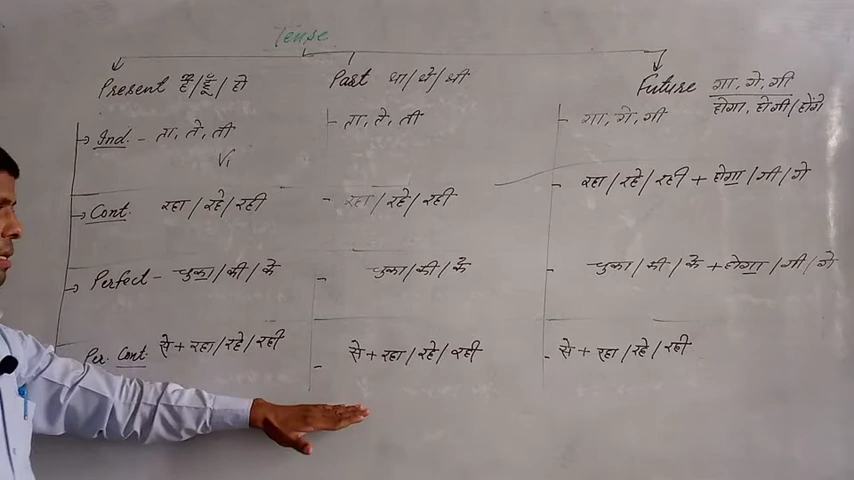 Tense
Present है/हूँ/हो Past था/थे/थी Future गा, गे, गी
होगा, होगी/होंगे
→ Ind. - ता, ते, ती - ता, ते, ती - गा, गे, गी
V₁
→ Cont. रहा/रहे/रही - रहा/रहे/रही - रहा/रहे/रही + होगा/गी/गे
→ Perfect - चुका/की/के - चुका/की/के - चुका/की/के + होगा/गी/गे
Per. Cont. से + रहा/रहे/रही - से + रहा/रहे/रही - से + रहा/रहे/रही